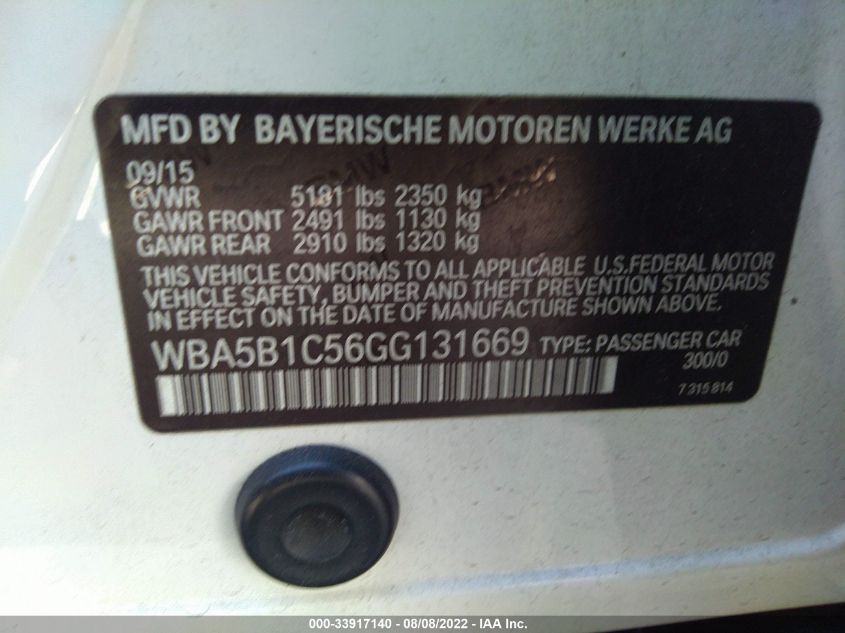 MFD BY BAYERISCHE MOTOREN WERKE AG
09/15
GVWR 5181 lbs 2350 kg
GAWR FRONT 2491 lbs 1130 kg
GAWR REAR 2910 lbs 1320 kg
THIS VEHICLE CONFORMS TO ALL APPLICABLE U.S.FEDERAL MOTOR
VEHICLE SAFETY, BUMPER AND THEFT PREVENTION STANDARDS
IN EFFECT ON THE DATE OF MANUFACTURE SHOWN ABOVE.
WBA5B1C56GG131669 TYPE: PASSENGER CAR
300/0
7315814
000-33917140 - 08/08/2022 - IAA Inc.